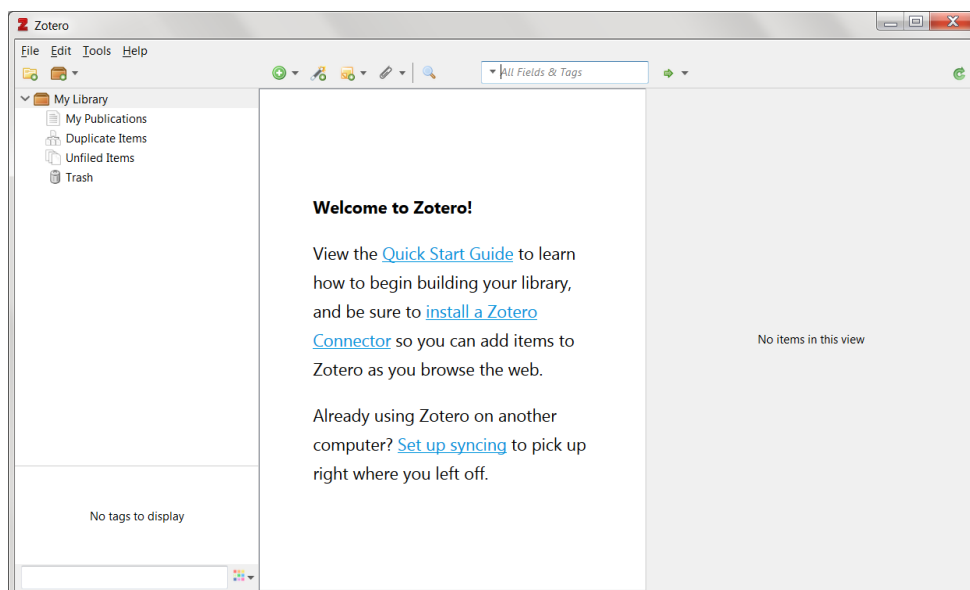 Zotero
File Edit Tools Help
All Fields & Tags
My Library
My Publications
Duplicate Items
Unfiled Items
Trash
Welcome to Zotero!
View the Quick Start Guide to learn
how to begin building your library,
and be sure to install a Zotero
Connector so you can add items to
Zotero as you browse the web.
Already using Zotero on another
computer? Set up syncing to pick up
right where you left off.
No items in this view
No tags to display